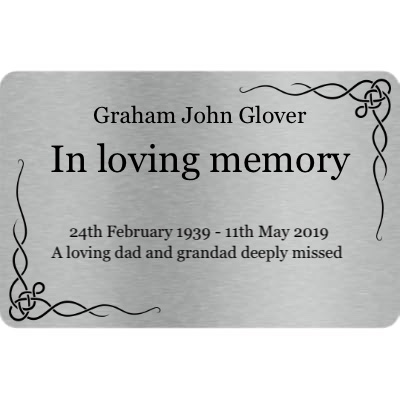 Graham John Glover
In loving memory
24th February 1939 - 11th May 2019
A loving dad and grandad deeply missed